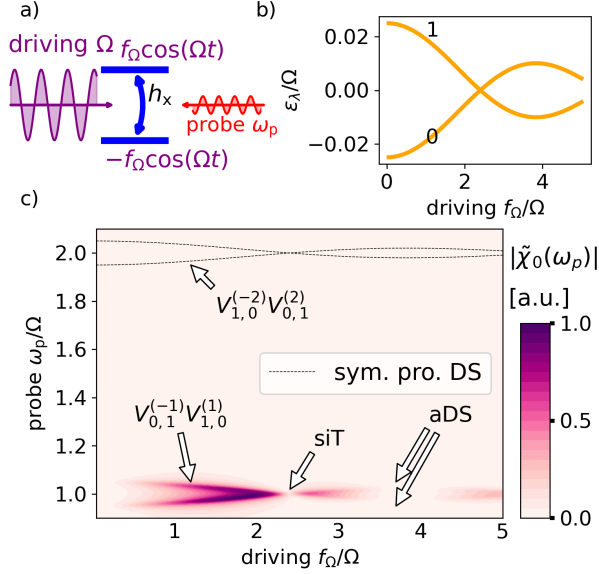 a)
driving Ω
f_Ω cos(Ωt)
h_x
probe ω_p
−f_Ω cos(Ωt)
b)
ε_λ/Ω
0.02
0.00
−0.02
1
0
0
2
4
driving f_Ω/Ω
c)
probe ω_p/Ω
2.0
1.8
1.6
1.4
1.2
1.0
V_{1,0}^{(−2)}V_{0,1}^{(2)}
sym. pro. DS
V_{0,1}^{(−1)}V_{1,0}^{(1)}
siT
aDS
1
2
3
4
5
driving f_Ω/Ω
|χ̃_0(ω_p)|
[a.u.]
1.0
0.5
0.0